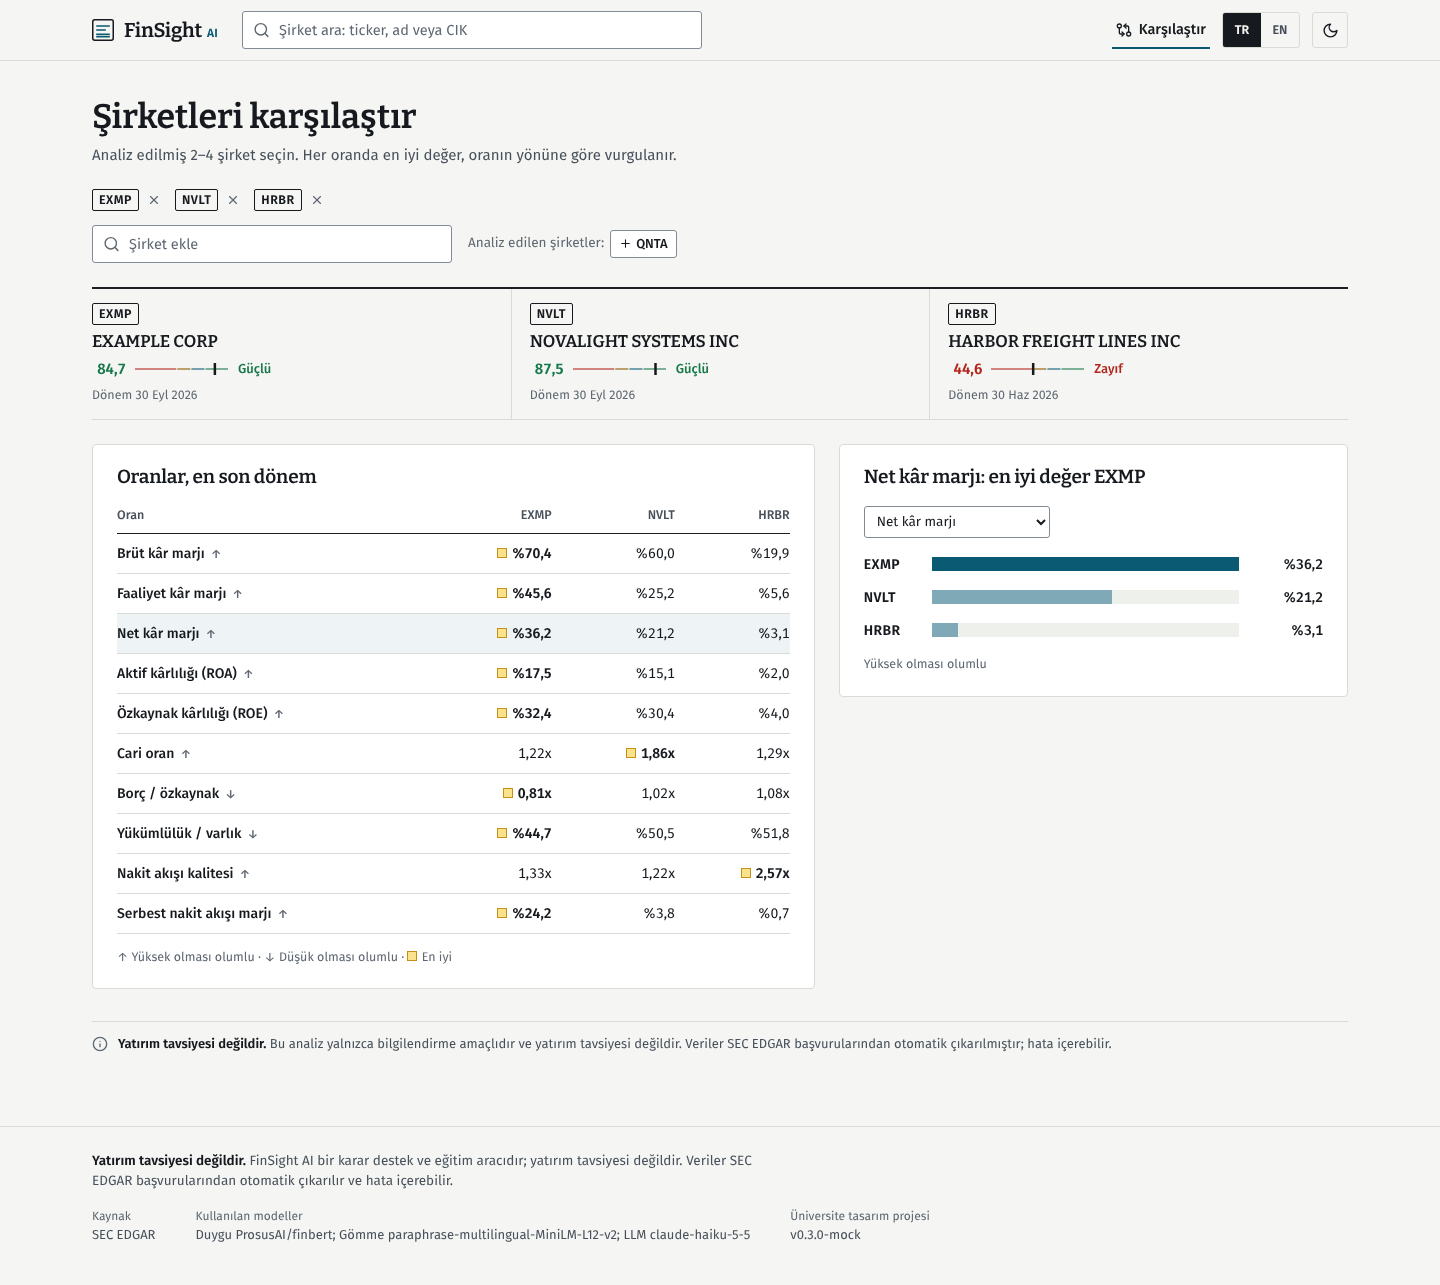 FinSight AI
Şirket ara: ticker, ad veya CIK
Karşılaştır
TR EN
Şirketleri karşılaştır
Analiz edilmiş 2–4 şirket seçin. Her oranda en iyi değer, oranın yönüne göre vurgulanır.
EXMP × NVLT × HRBR ×
Şirket ekle
Analiz edilen şirketler: + QNTA
EXMP
EXAMPLE CORP
84,7 Güçlü
Dönem 30 Eyl 2026
NVLT
NOVALIGHT SYSTEMS INC
87,5 Güçlü
Dönem 30 Eyl 2026
HRBR
HARBOR FREIGHT LINES INC
44,6 Zayıf
Dönem 30 Haz 2026
Oranlar, en son dönem
Oran EXMP NVLT HRBR
Brüt kâr marjı ↑ %70,4 %60,0 %19,9
Faaliyet kâr marjı ↑ %45,6 %25,2 %5,6
Net kâr marjı ↑ %36,2 %21,2 %3,1
Aktif kârlılığı (ROA) ↑ %17,5 %15,1 %2,0
Özkaynak kârlılığı (ROE) ↑ %32,4 %30,4 %4,0
Cari oran ↑ 1,22x 1,86x 1,29x
Borç / özkaynak ↓ 0,81x 1,02x 1,08x
Yükümlülük / varlık ↓ %44,7 %50,5 %51,8
Nakit akışı kalitesi ↑ 1,33x 1,22x 2,57x
Serbest nakit akışı marjı ↑ %24,2 %3,8 %0,7
↑ Yüksek olması olumlu · ↓ Düşük olması olumlu · En iyi
Net kâr marjı: en iyi değer EXMP
Net kâr marjı
EXMP %36,2
NVLT %21,2
HRBR %3,1
Yüksek olması olumlu
Yatırım tavsiyesi değildir. Bu analiz yalnızca bilgilendirme amaçlıdır ve yatırım tavsiyesi değildir. Veriler SEC EDGAR başvurularından otomatik çıkarılmıştır; hata içerebilir.
Yatırım tavsiyesi değildir. FinSight AI bir karar destek ve eğitim aracıdır; yatırım tavsiyesi değildir. Veriler SEC
EDGAR başvurularından otomatik çıkarılır ve hata içerebilir.
Kaynak
SEC EDGAR
Kullanılan modeller
Duygu ProsusAI/finbert; Gömme paraphrase-multilingual-MiniLM-L12-v2; LLM claude-haiku-5-5
Üniversite tasarım projesi
v0.3.0-mock